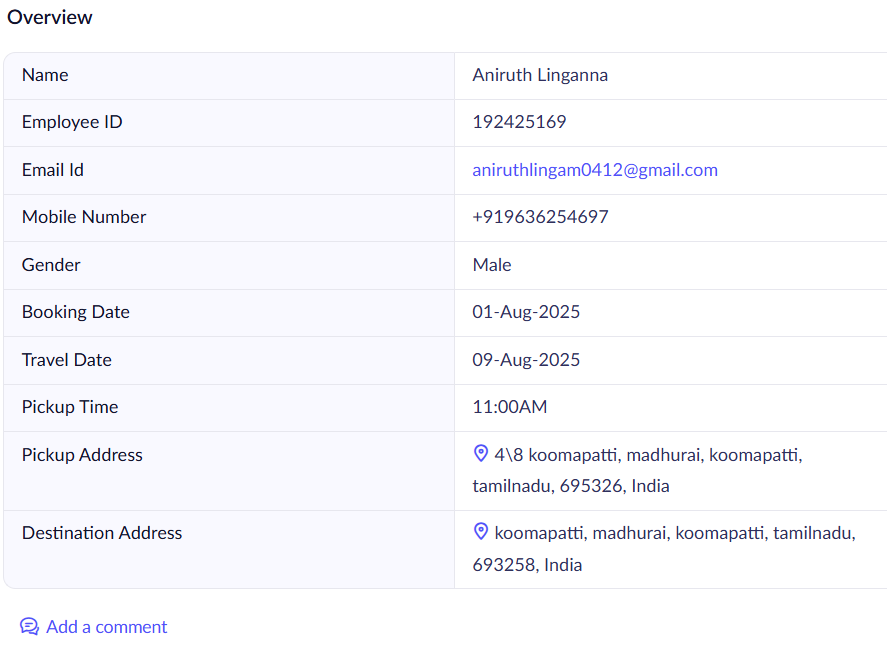 Overview
Name Aniruth Linganna
Employee ID 192425169
Email Id aniruthlingam0412@gmail.com
Mobile Number +919636254697
Gender Male
Booking Date 01-Aug-2025
Travel Date 09-Aug-2025
Pickup Time 11:00AM
Pickup Address 4\8 koomapatti, madhurai, koomapatti,
tamilnadu, 695326, India
Destination Address koomapatti, madhurai, koomapatti, tamilnadu,
693258, India
Add a comment